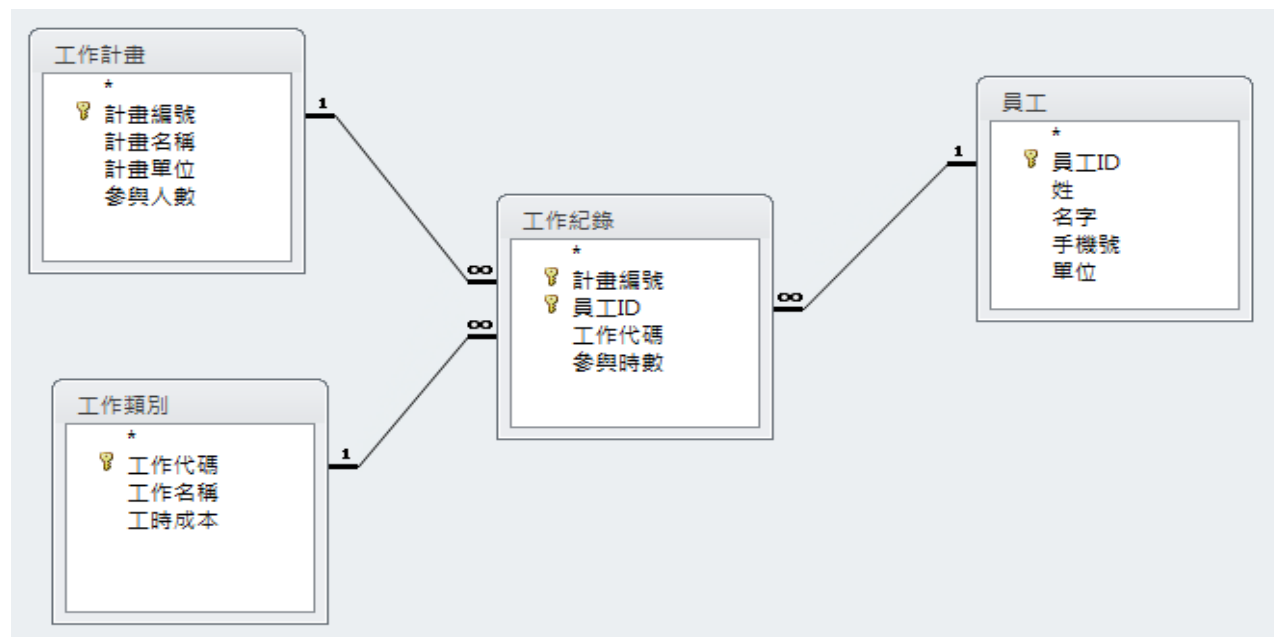 工作計畫
*
計畫編號
計畫名稱
計畫單位
參與人數
1
∞
工作類別
*
工作代碼
工作名稱
工時成本
1
∞
工作紀錄
*
計畫編號
員工ID
工作代碼
參與時數
∞
1
員工
*
員工ID
姓
名字
手機號
單位